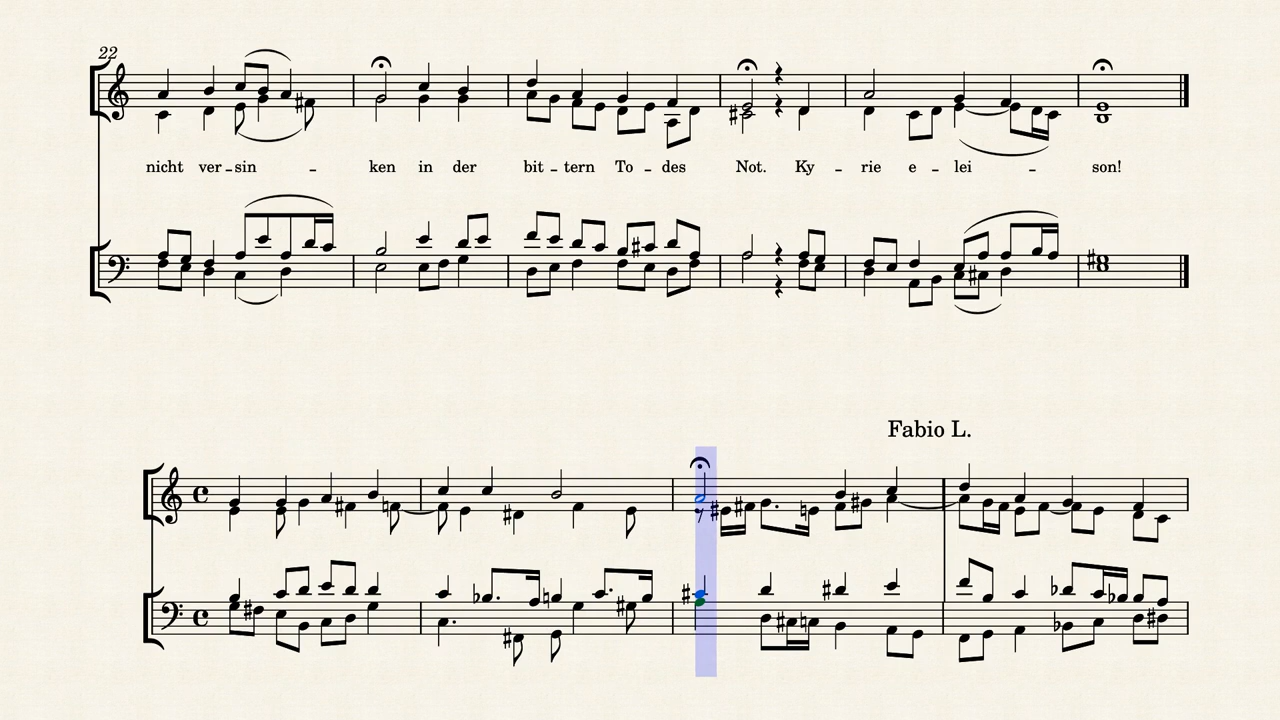 22
nicht ver - sin - ken in der bit - tern To - des Not. Ky - rie e - lei - son!
Fabio L.